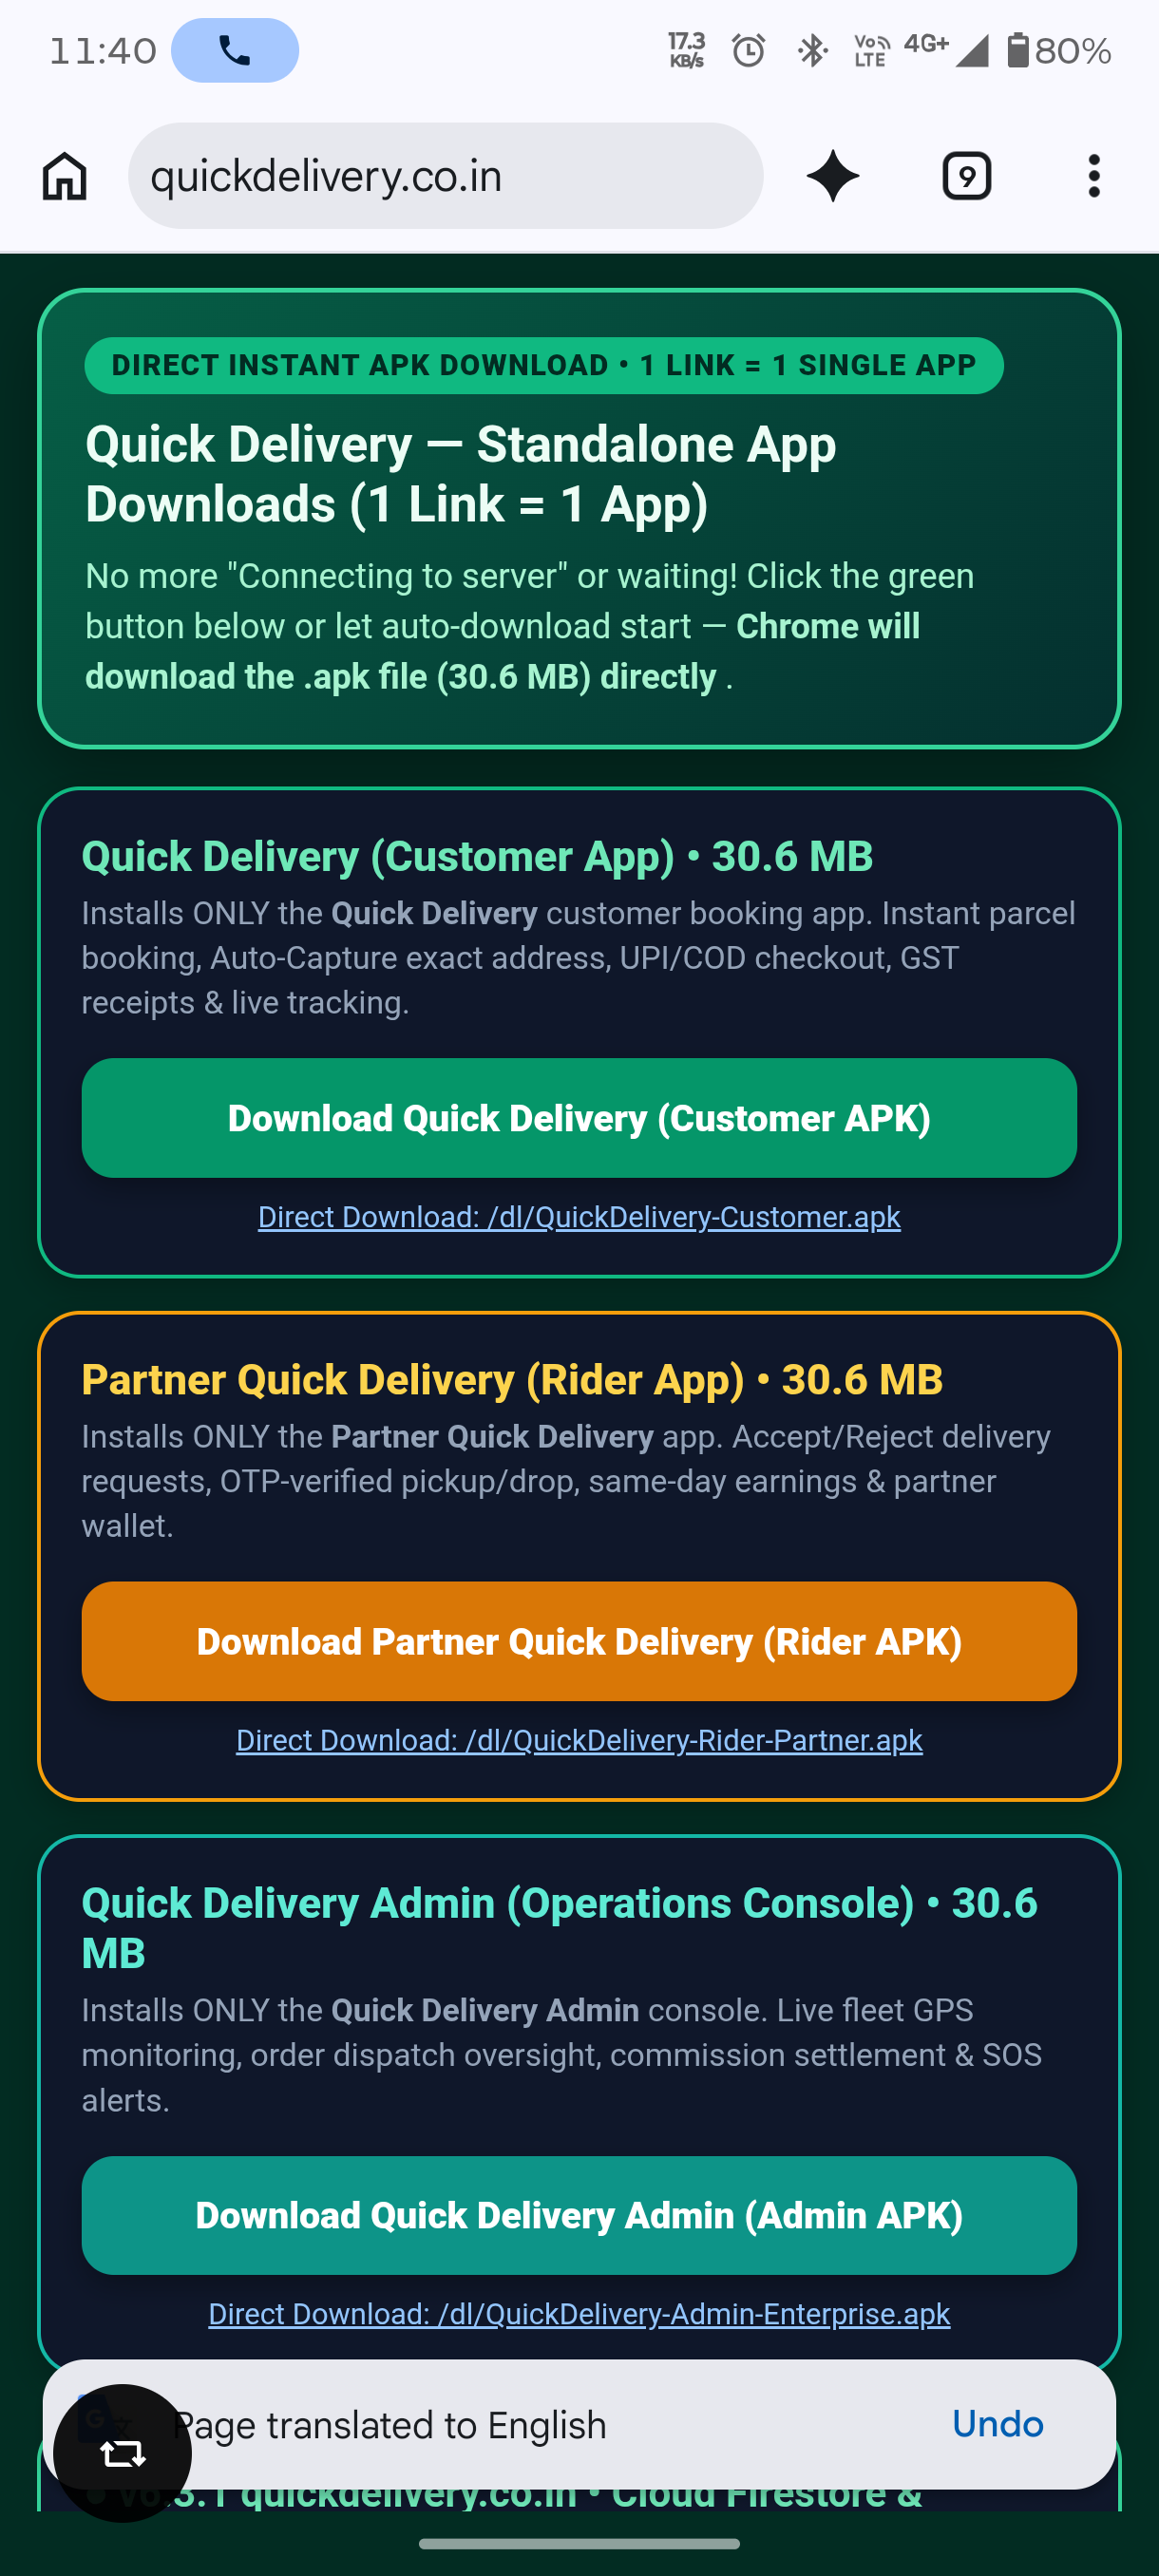 11:40
17.3
KB/s
Vo
LTE
4G+
80%
quickdelivery.co.in
9
DIRECT INSTANT APK DOWNLOAD • 1 LINK = 1 SINGLE APP
Quick Delivery — Standalone App
Downloads (1 Link = 1 App)
No more "Connecting to server" or waiting! Click the green
button below or let auto-download start — Chrome will
download the .apk file (30.6 MB) directly .
Quick Delivery (Customer App) • 30.6 MB
Installs ONLY the Quick Delivery customer booking app. Instant parcel
booking, Auto-Capture exact address, UPI/COD checkout, GST
receipts & live tracking.
Download Quick Delivery (Customer APK)
Direct Download: /dl/QuickDelivery-Customer.apk
Partner Quick Delivery (Rider App) • 30.6 MB
Installs ONLY the Partner Quick Delivery app. Accept/Reject delivery
requests, OTP-verified pickup/drop, same-day earnings & partner
wallet.
Download Partner Quick Delivery (Rider APK)
Direct Download: /dl/QuickDelivery-Rider-Partner.apk
Quick Delivery Admin (Operations Console) • 30.6
MB
Installs ONLY the Quick Delivery Admin console. Live fleet GPS
monitoring, order dispatch oversight, commission settlement & SOS
alerts.
Download Quick Delivery Admin (Admin APK)
Direct Download: /dl/QuickDelivery-Admin-Enterprise.apk
Page translated to English
Undo
quickdelivery.co.in • Cloud Firestore &